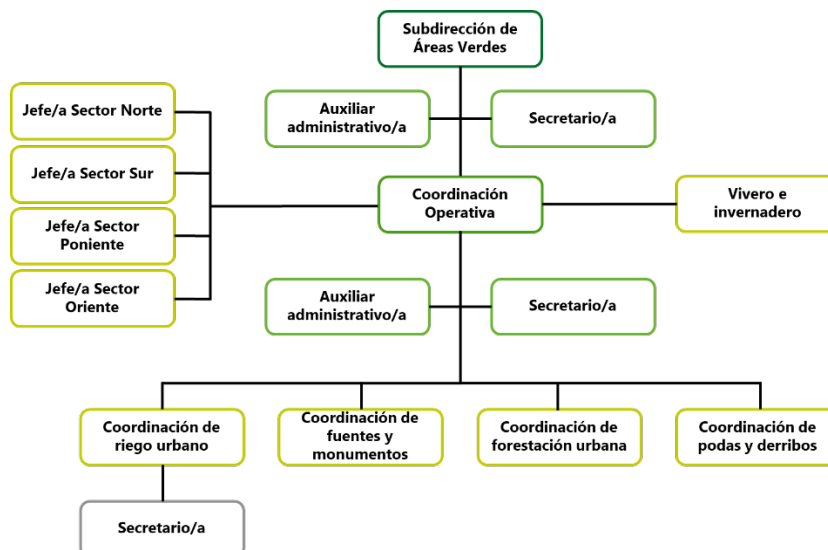 Subdirección de
Áreas Verdes
Auxiliar
administrativo/a
Secretario/a
Jefe/a Sector Norte
Jefe/a Sector Sur
Jefe/a Sector
Poniente
Jefe/a Sector
Oriente
Coordinación
Operativa
Vivero e
invernadero
Auxiliar
administrativo/a
Secretario/a
Coordinación de
riego urbano
Coordinación de
fuentes y
monumentos
Coordinación de
forestación urbana
Coordinación de
podas y derribos
Secretario/a